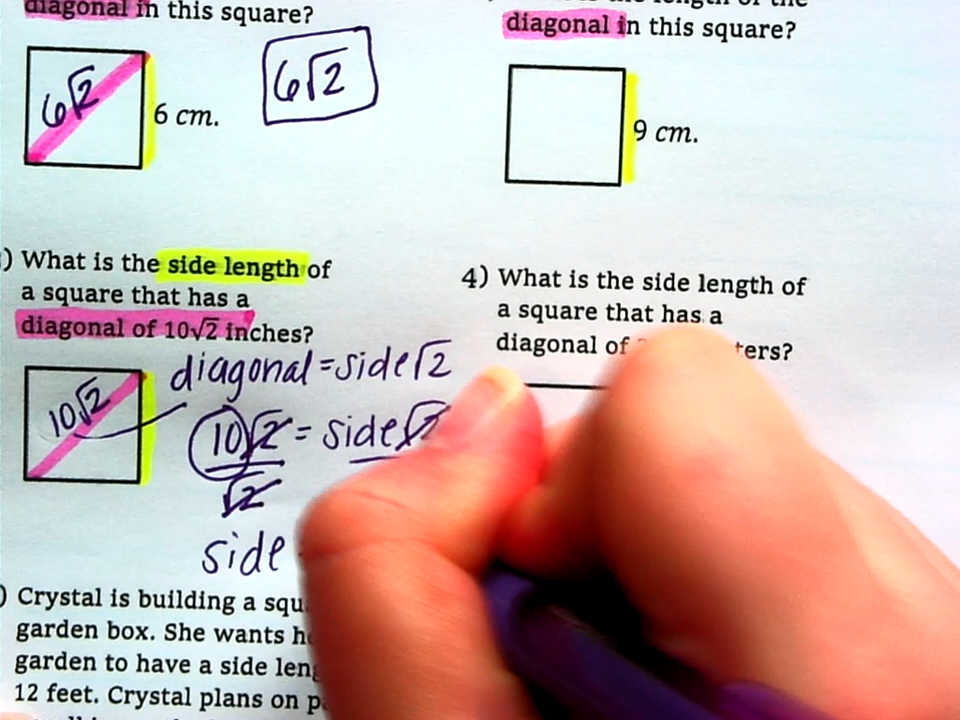 diagonal in this square?
6√2
6 cm.
6√2
diagonal in this square?
9 cm.
) What is the side length of
a square that has a
diagonal of 10√2 inches?
10√2
diagonal = side√2
10√2 = side√2
√2
side
4) What is the side length of
a square that has a
diagonal of
) Crystal is building a
garden box. She wants
garden to have a side
12 feet. Crystal plans on